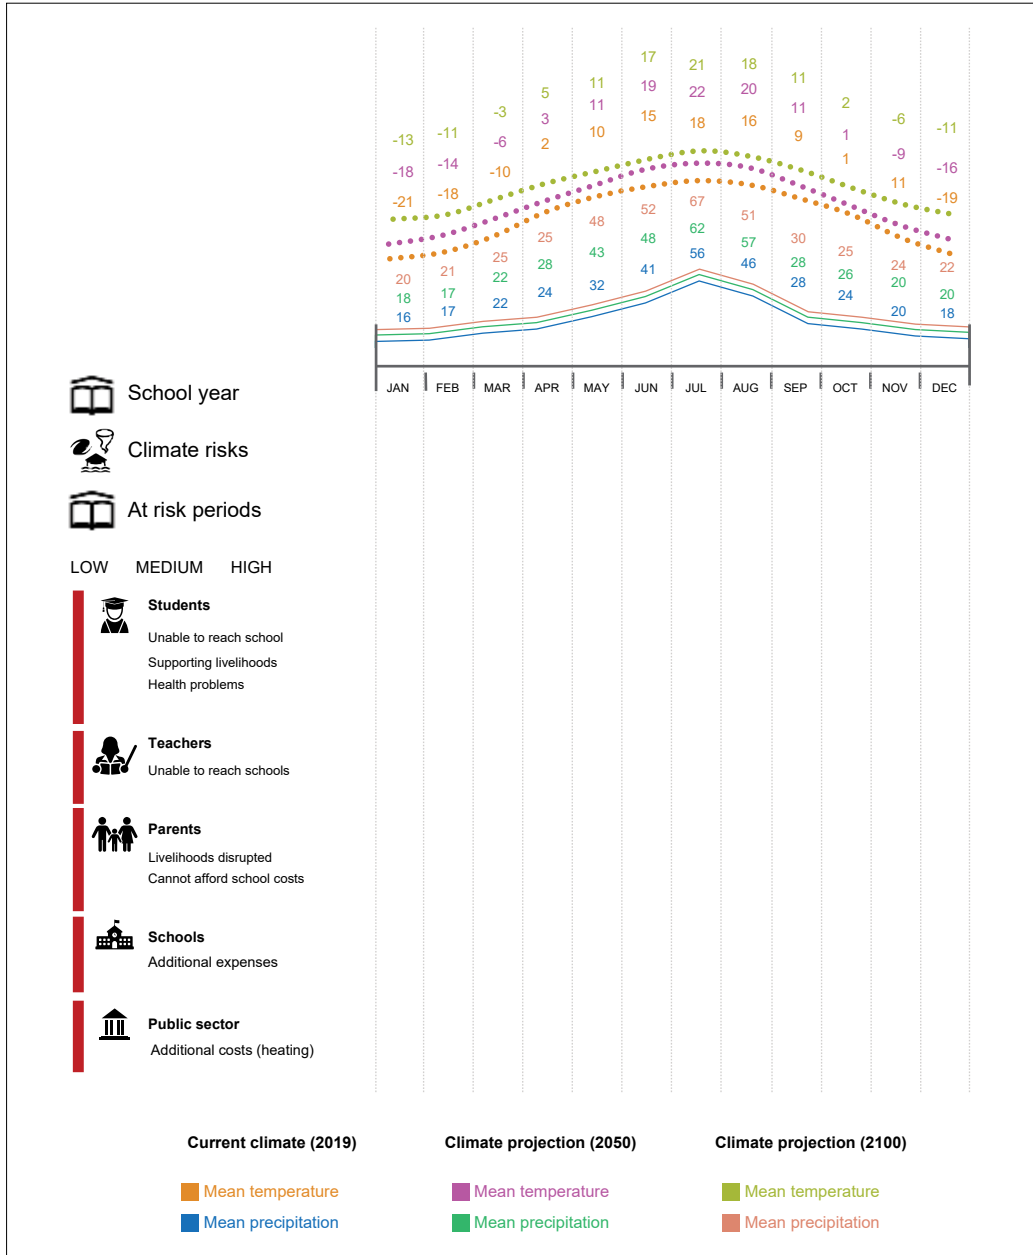 17
21 18
11 11
5 2
-3
-6
-11 -11
-13
19 22 20
11 11
3 1
-6 -9
-14 -16
-18
15 18 16
10 9
2 1
-10 11
-18 -19
-21
67
52 51
48
30
25 25
25 24
20 21 22
62
48 57
43
28 28 26
22 20
18 17 20
56
41 46
32 28
24 24
22 20
16 17 18
JAN FEB MAR APR MAY JUN JUL AUG SEP OCT NOV DEC
School year
Climate risks
At risk periods
LOW MEDIUM HIGH
Students
Unable to reach school
Supporting livelihoods
Health problems
Teachers
Unable to reach schools
Parents
Livelihoods disrupted
Cannot afford school costs
Schools
Additional expenses
Public sector
Additional costs (heating)
Current climate (2019) Climate projection (2050) Climate projection (2100)
Mean temperature Mean temperature Mean temperature
Mean precipitation Mean precipitation Mean precipitation